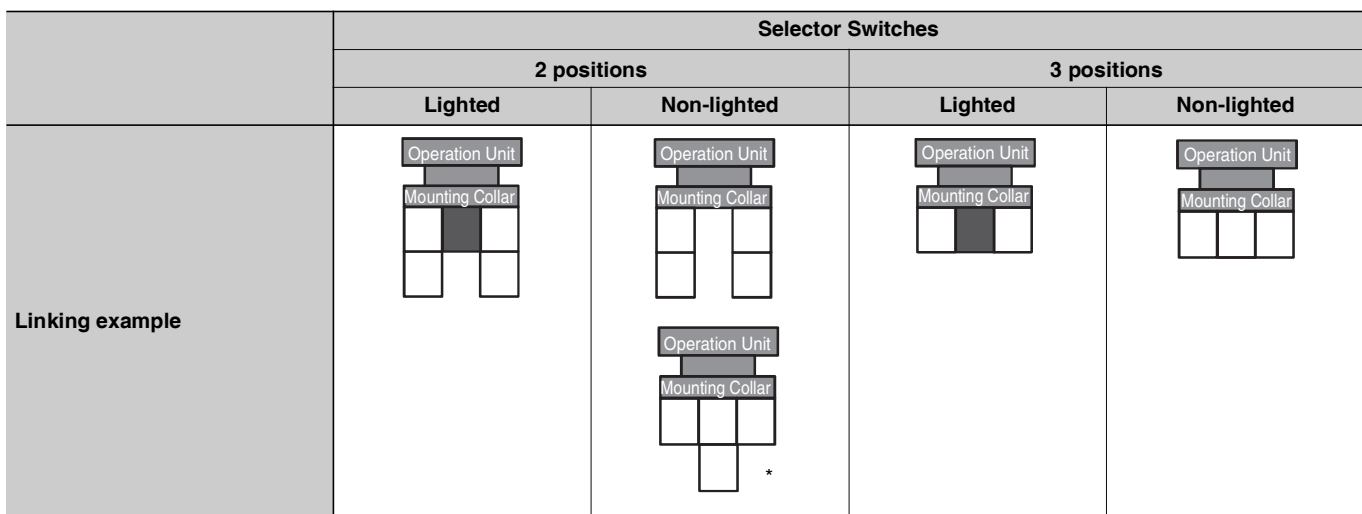 Selector Switches
2 positions
3 positions
Lighted
Non-lighted
Lighted
Non-lighted
Linking example
Operation Unit
Mounting Collar
Operation Unit
Mounting Collar
Operation Unit
Mounting Collar
*
Operation Unit
Mounting Collar
Operation Unit
Mounting Collar